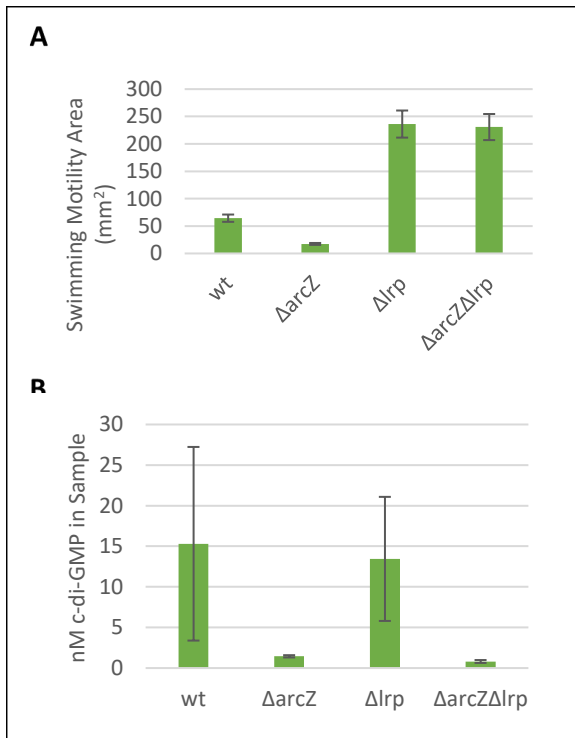 A
Swimming Motility Area
(mm²)
300
250
200
150
100
50
0
wt
ΔarcZ
Δlrp
ΔarcZΔlrp
B
nM c-di-GMP in Sample
30
25
20
15
10
5
0
wt
ΔarcZ
Δlrp
ΔarcZΔlrp